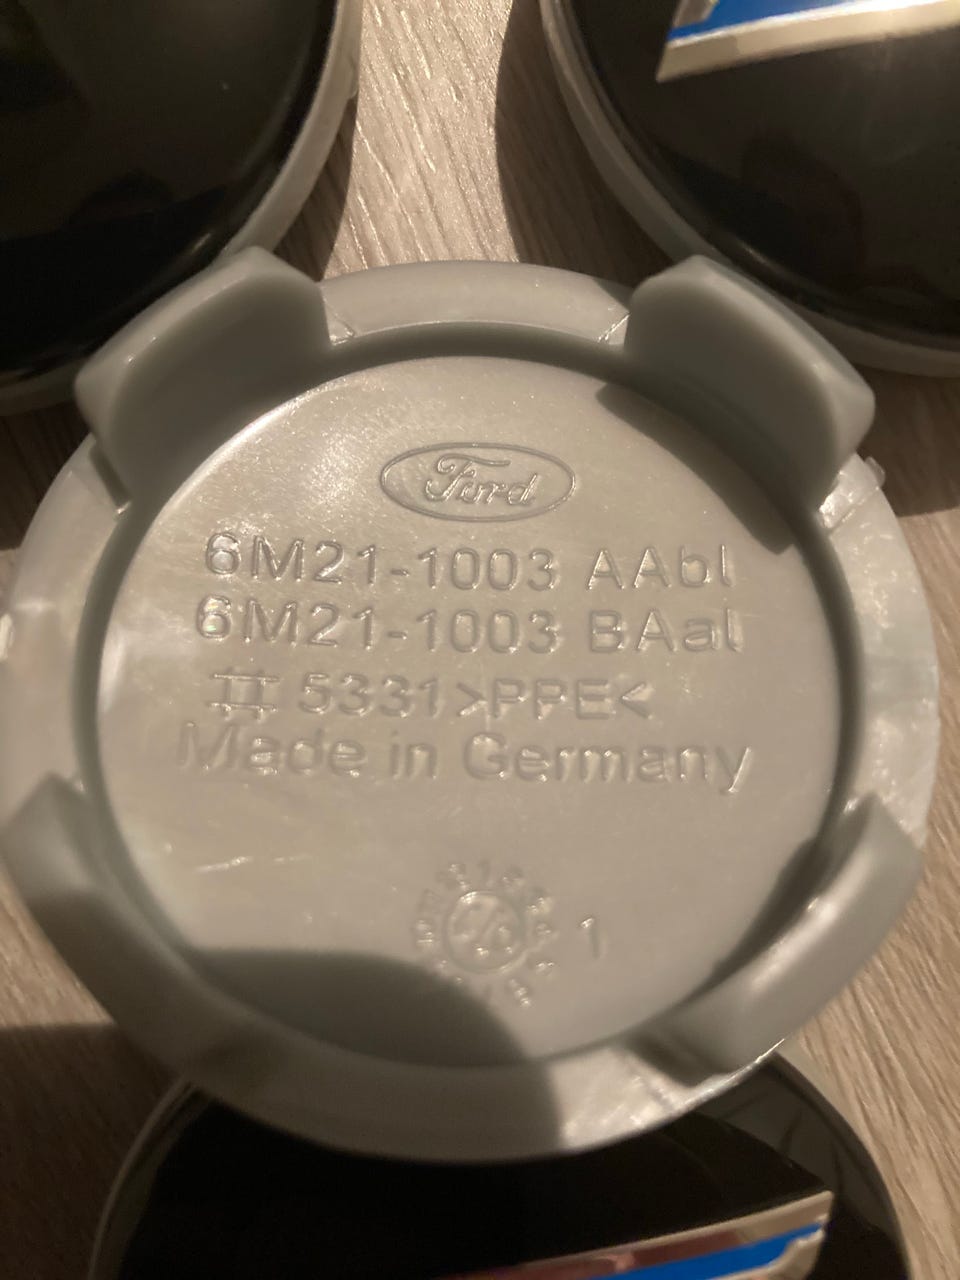 Ford
6M21-1003 AAbl
6M21-1003 BAal
# 5331>PPE<
Made in Germany
1